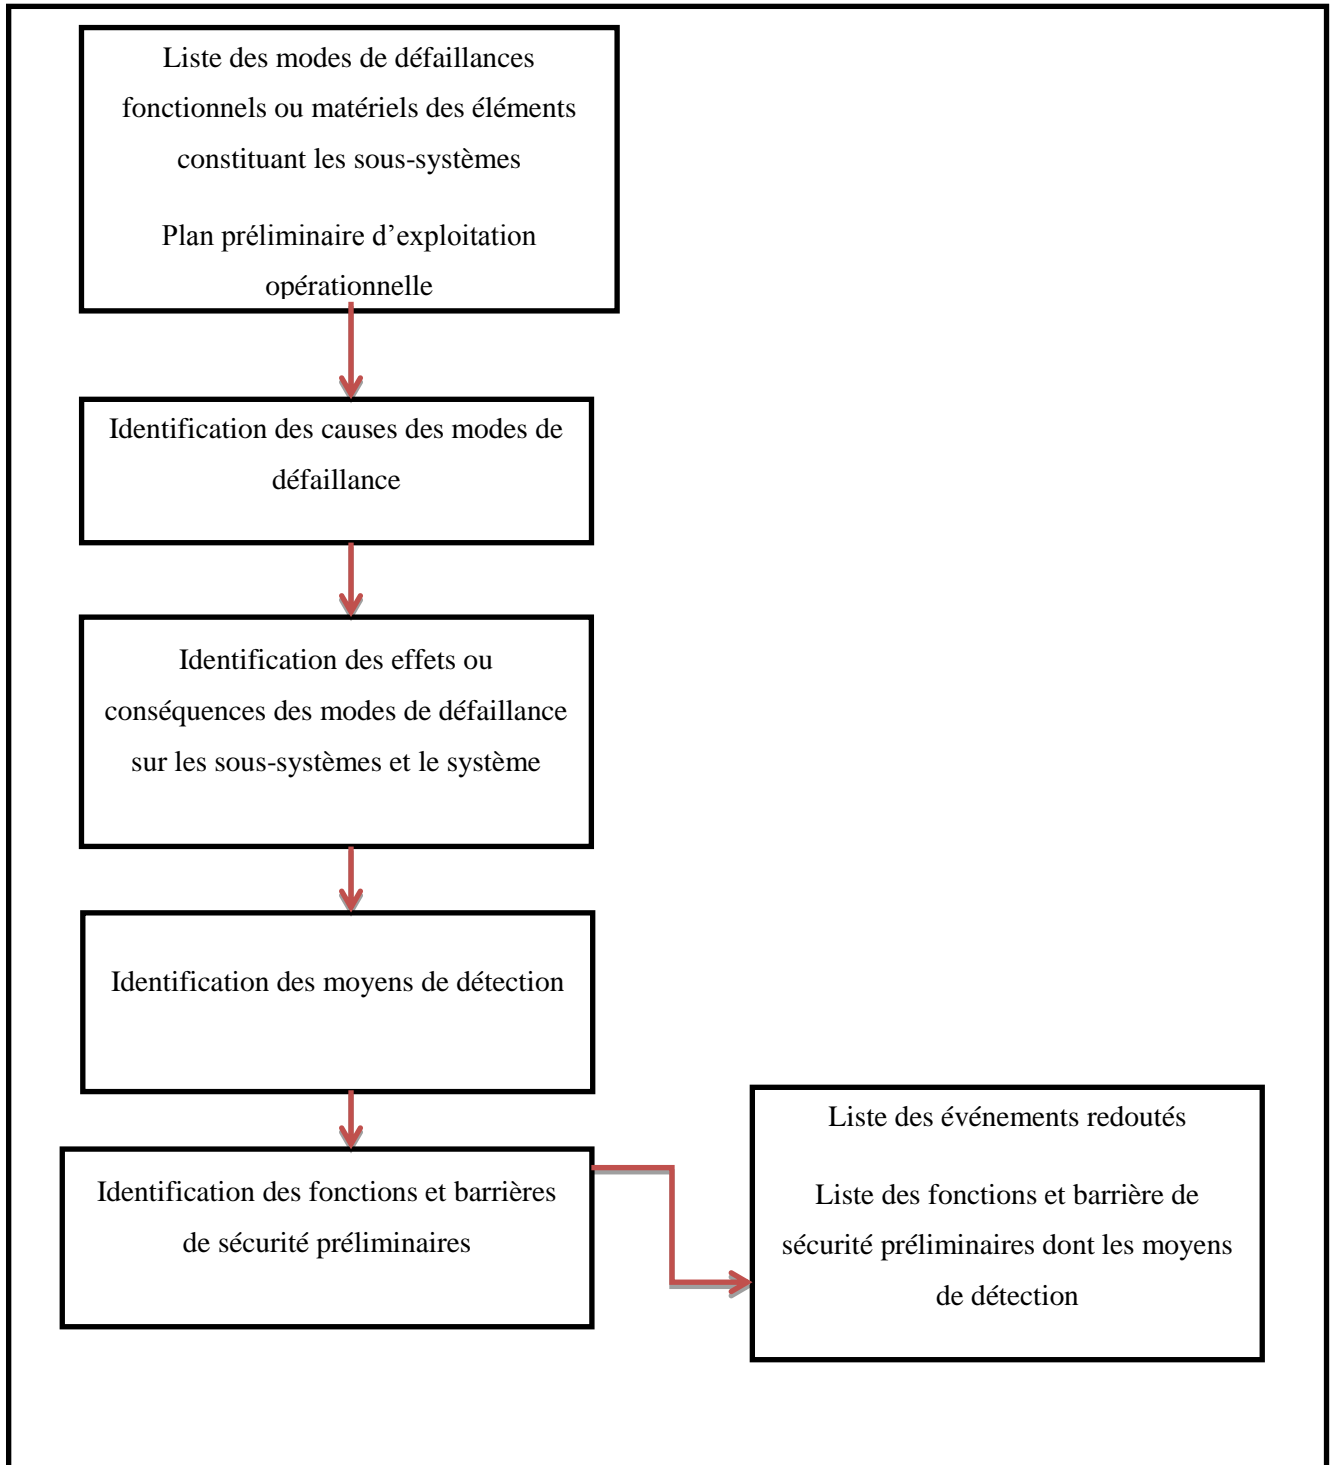 Liste des modes de défaillances
fonctionnels ou matériels des éléments
constituant les sous-systèmes
Plan préliminaire d’exploitation
opérationnelle
Identification des causes des modes de
défaillance
Identification des effets ou
conséquences des modes de défaillance
sur les sous-systèmes et le système
Identification des moyens de détection
Identification des fonctions et barrières
de sécurité préliminaires
Liste des événements redoutés
Liste des fonctions et barrière de
sécurité préliminaires dont les moyens
de détection